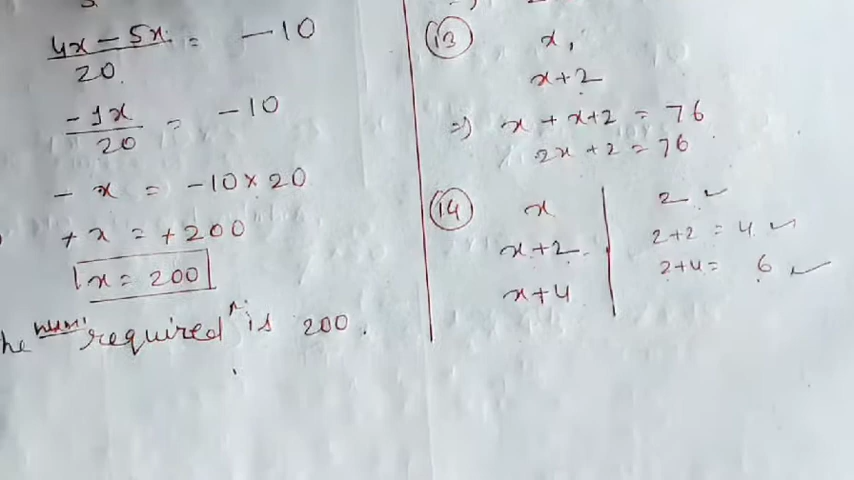 4x - 5x = -10
20
-1x = -10
20
- x = -10 x 20
+ x = +200
x = 200
he required n. is 200 .
13 x,
x+2
=) x + x+2 = 76
2x + 2 = 76
14 x 2 ✓
x+2 2+2 = 4 ✓
x+4 2+4 = 6 ✓